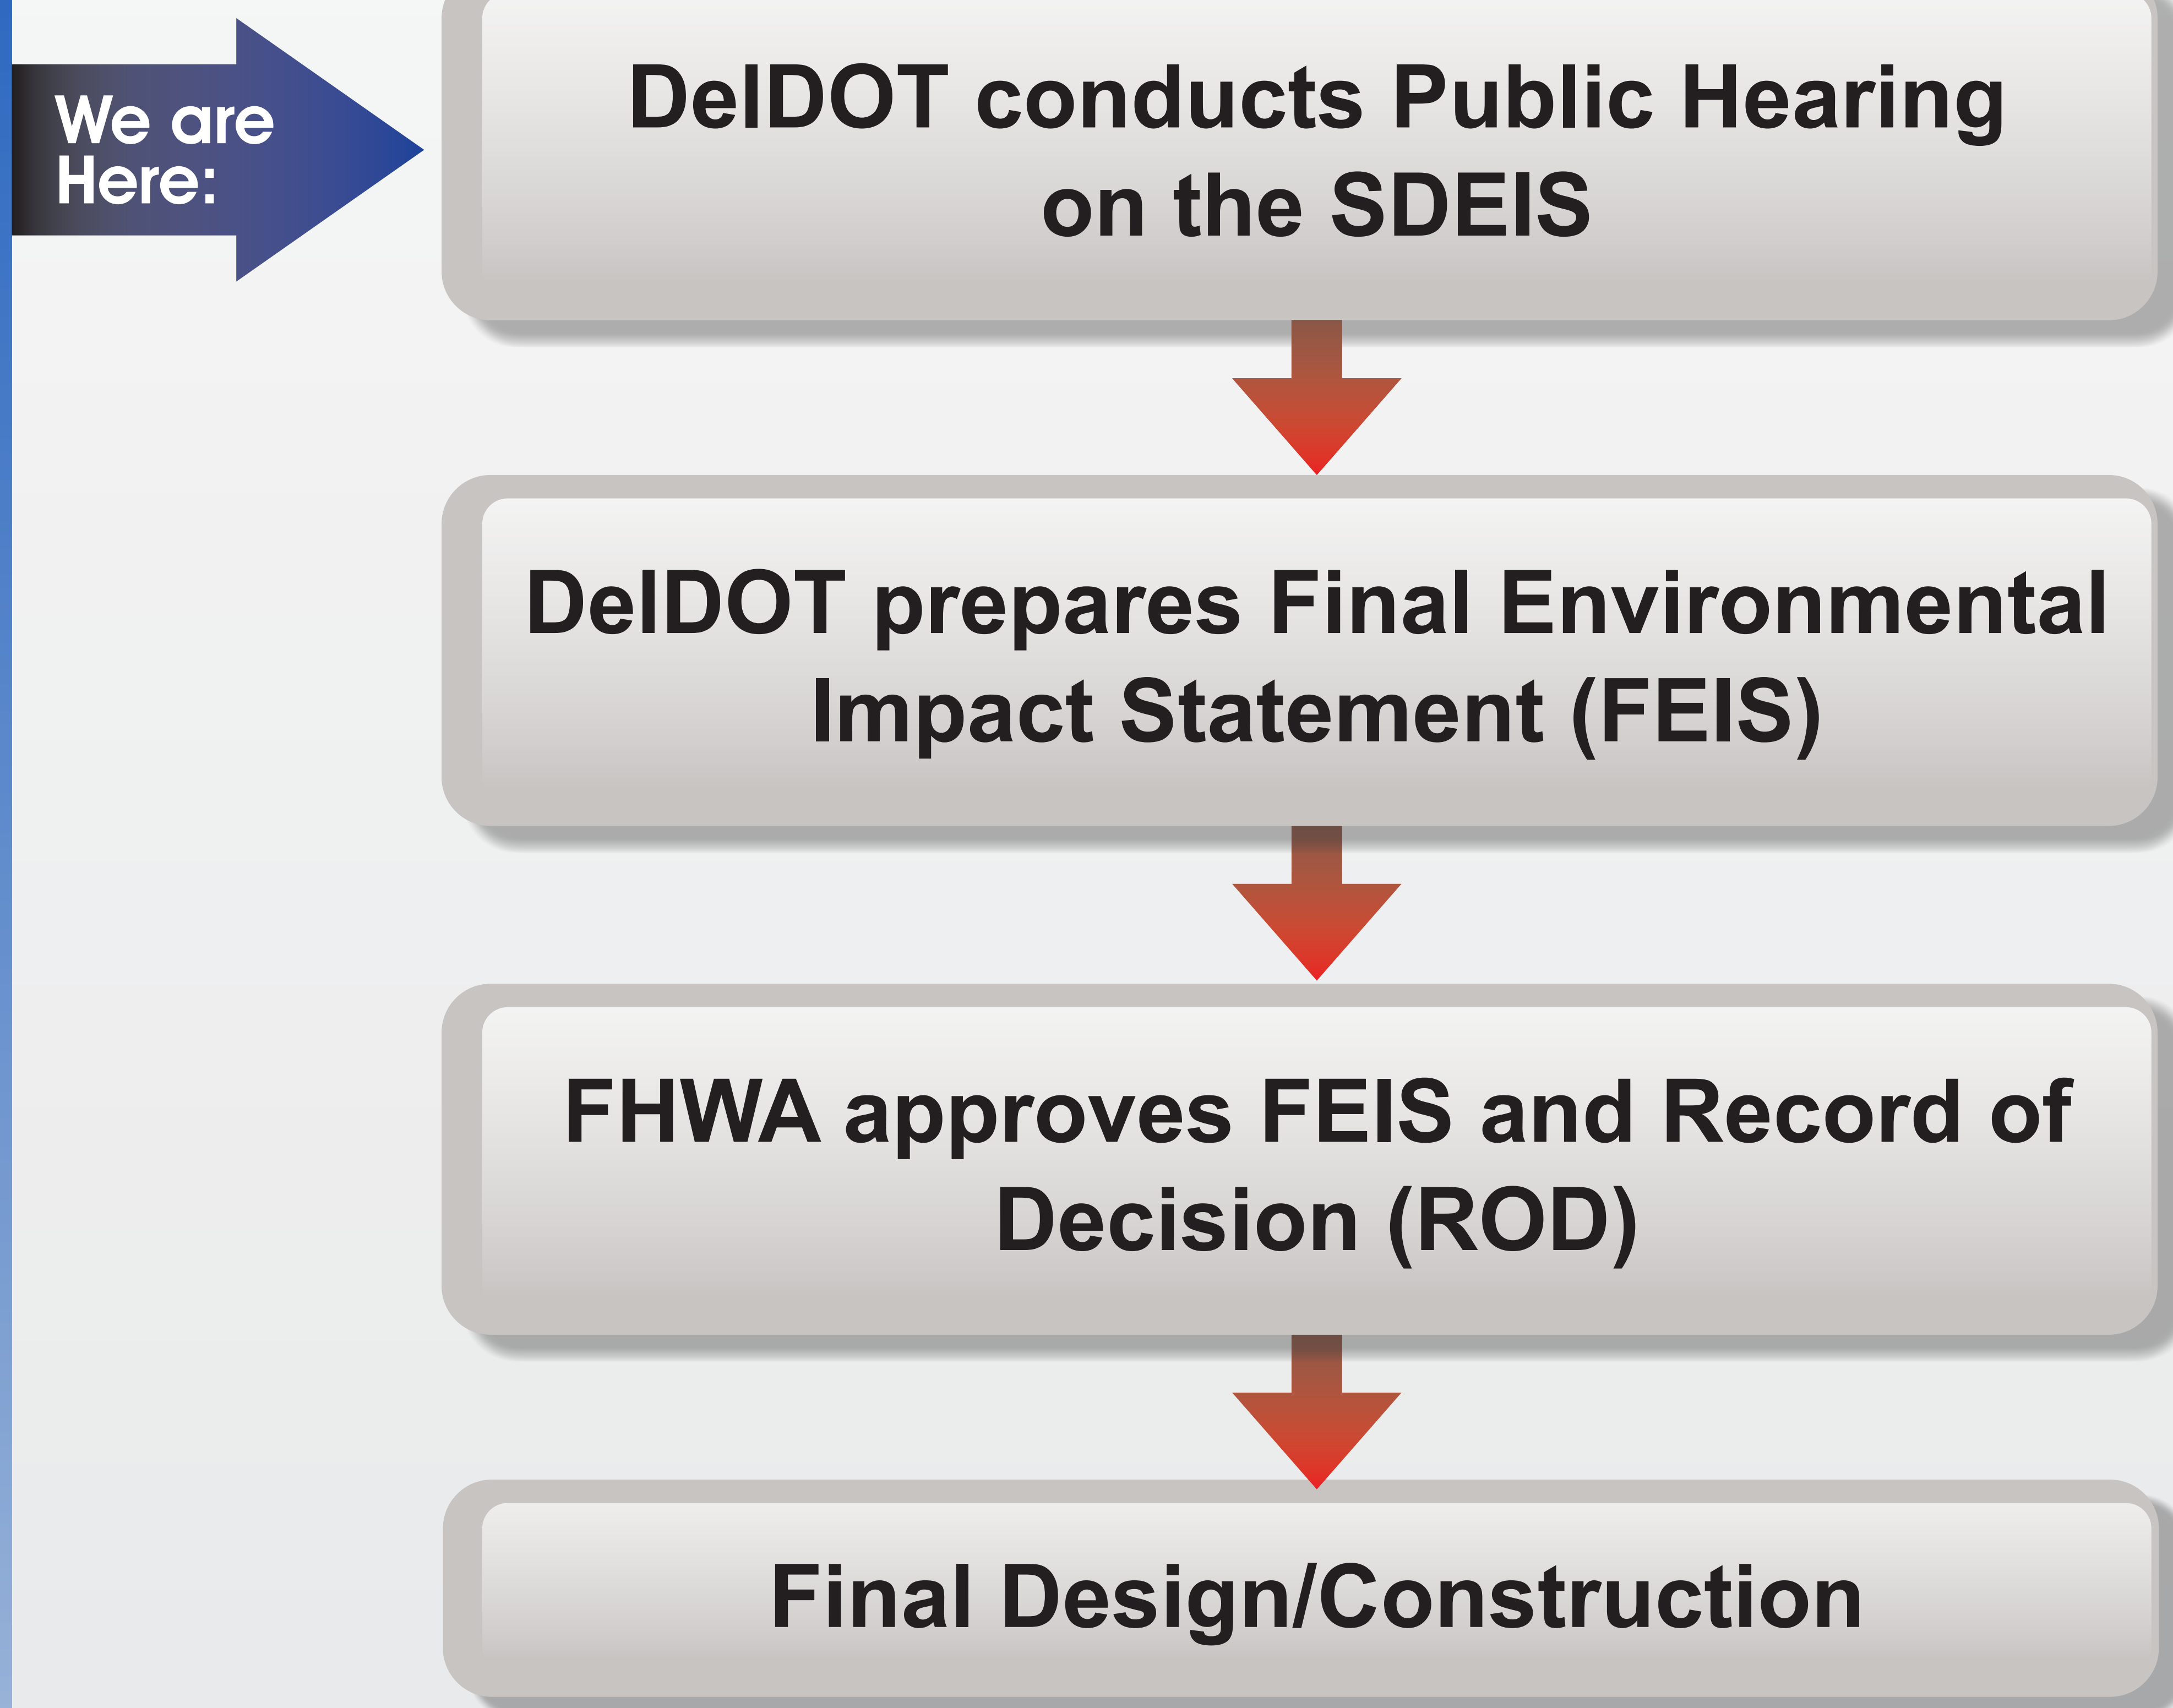 We are
Here:
DelDOT conducts Public Hearing
on the SDEIS
DelDOT prepares Final Environmental
Impact Statement (FEIS)
FHWA approves FEIS and Record of
Decision (ROD)
Final Design/Construction